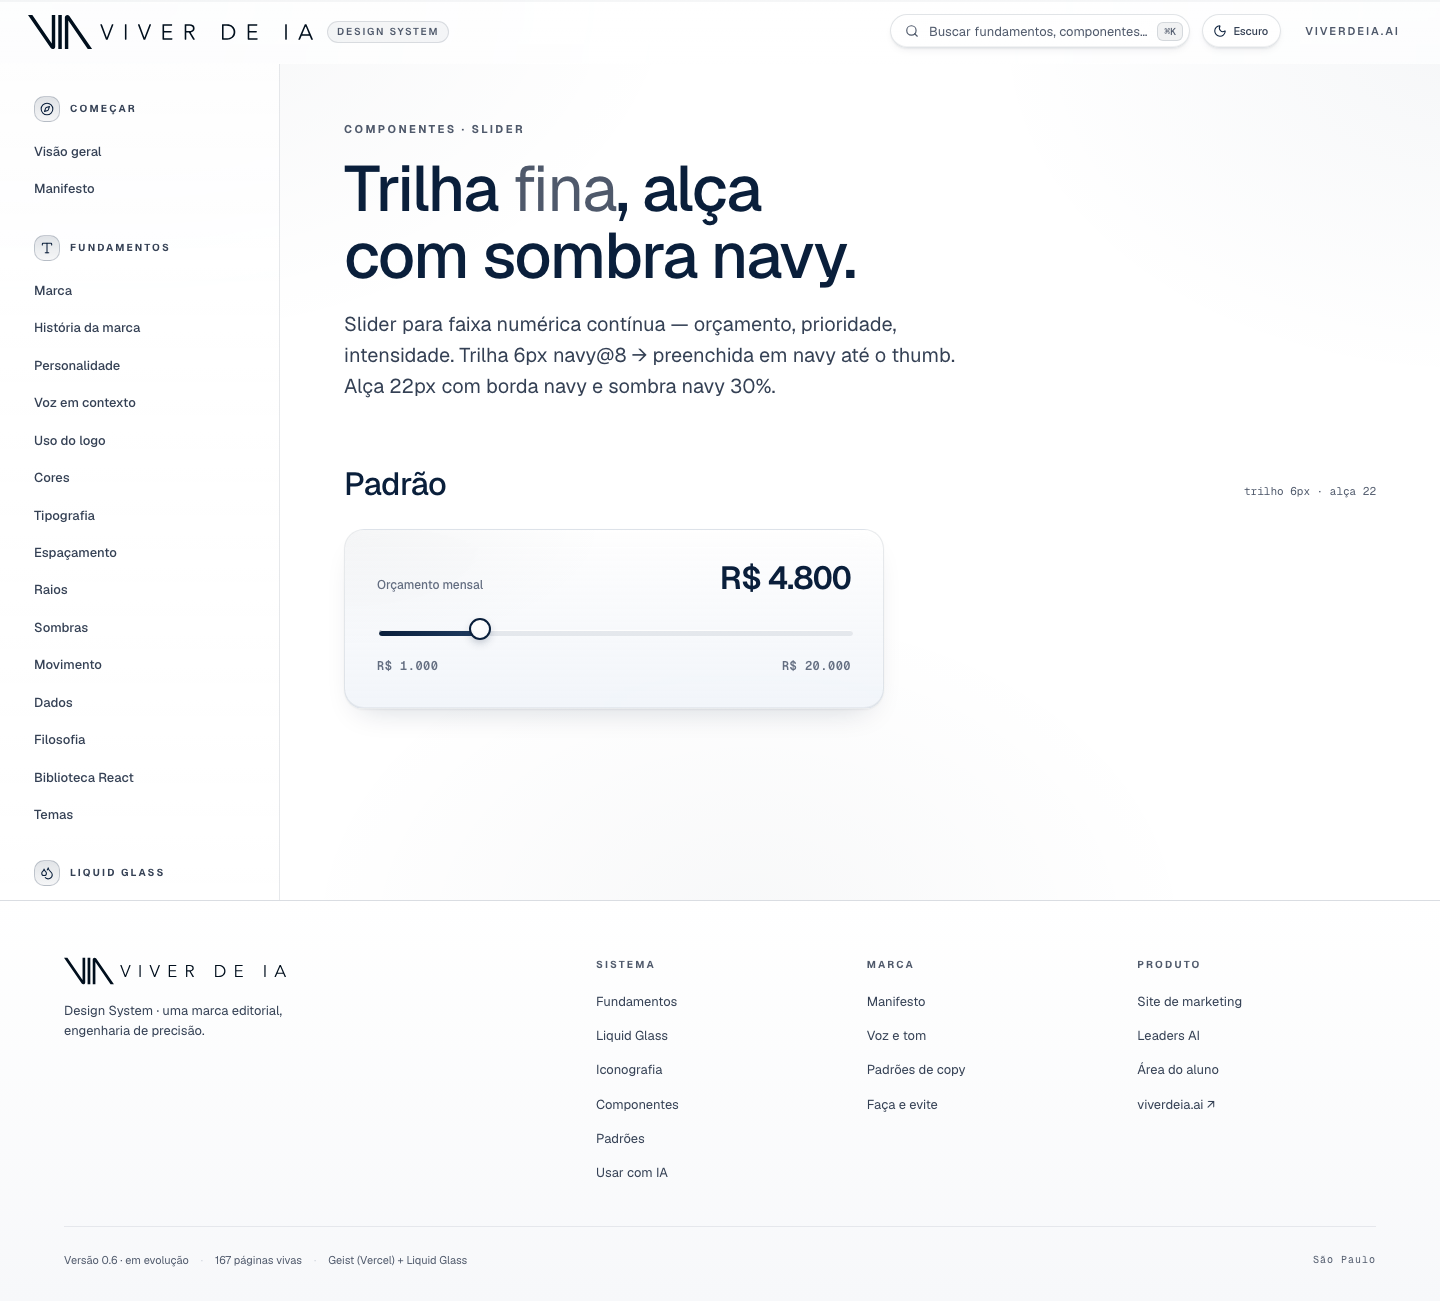 VIVER DE IA
DESIGN SYSTEM
Buscar fundamentos, componentes…
⌘K
Escuro
VIVERDEIA.AI
COMEÇAR
Visão geral
Manifesto
FUNDAMENTOS
Marca
História da marca
Personalidade
Voz em contexto
Uso do logo
Cores
Tipografia
Espaçamento
Raios
Sombras
Movimento
Dados
Filosofia
Biblioteca React
Temas
LIQUID GLASS
COMPONENTES · SLIDER
Trilha fina, alça
com sombra navy.
Slider para faixa numérica contínua — orçamento, prioridade,
intensidade. Trilha 6px navy@8 → preenchida em navy até o thumb.
Alça 22px com borda navy e sombra navy 30%.
Padrão
trilho 6px · alça 22
Orçamento mensal
R$ 4.800
R$ 1.000
R$ 20.000
VIVER DE IA
Design System · uma marca editorial,
engenharia de precisão.
SISTEMA
Fundamentos
Liquid Glass
Iconografia
Componentes
Padrões
Usar com IA
MARCA
Manifesto
Voz e tom
Padrões de copy
Faça e evite
PRODUTO
Site de marketing
Leaders AI
Área do aluno
viverdeia.ai ↗
Versão 0.6 · em evolução · 167 páginas vivas · Geist (Vercel) + Liquid Glass
São Paulo